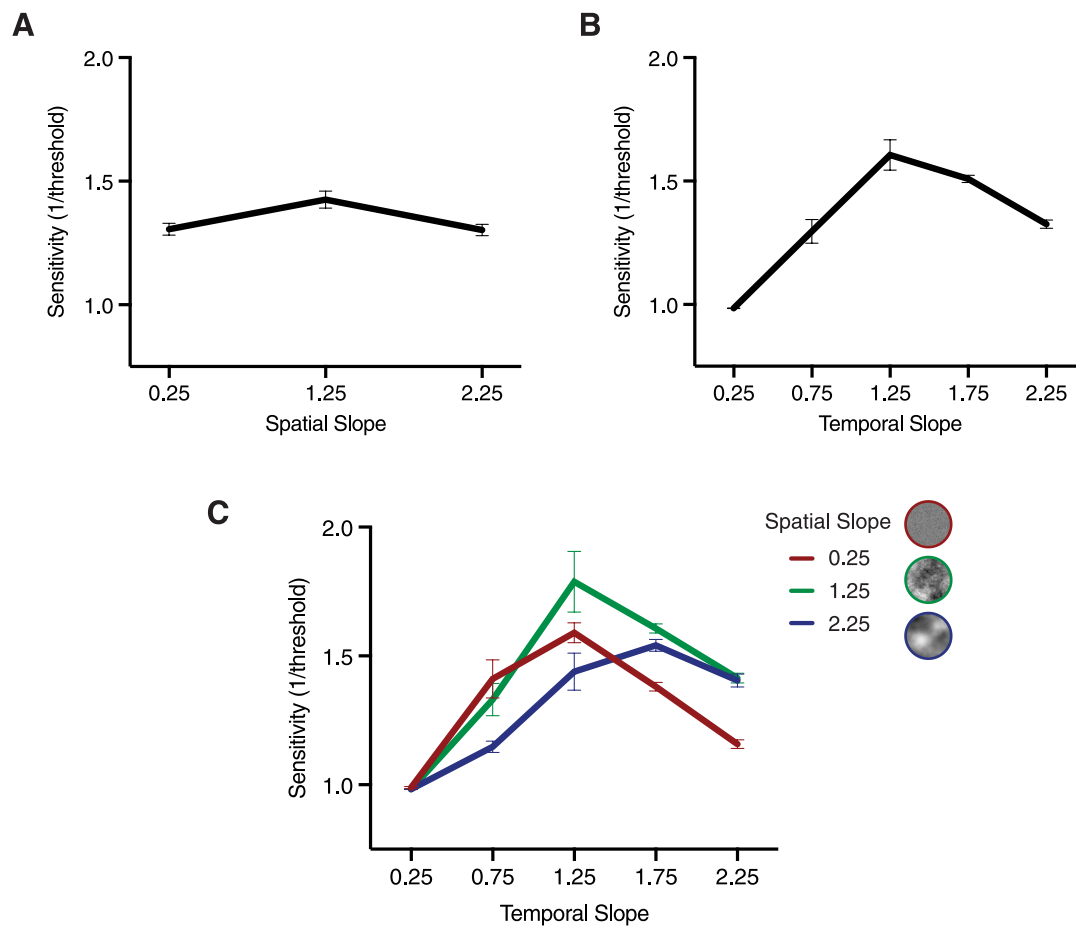 A
2.0
1.5
1.0
Sensitivity (1/threshold)
0.25 1.25 2.25
Spatial Slope
B
2.0
1.5
1.0
Sensitivity (1/threshold)
0.25 0.75 1.25 1.75 2.25
Temporal Slope
C
2.0
1.5
1.0
Sensitivity (1/threshold)
0.25 0.75 1.25 1.75 2.25
Temporal Slope
Spatial Slope
0.25
1.25
2.25